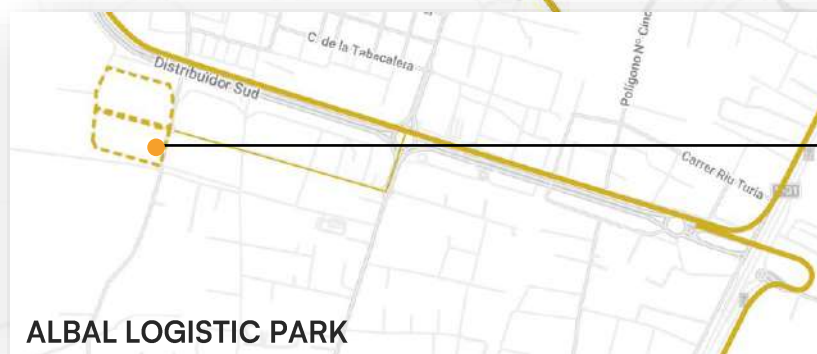 C. de la Tabacalera
Polígono Nº Cinc
Distribuidor Sud
Carrer Riu Turia
ALBAL LOGISTIC PARK